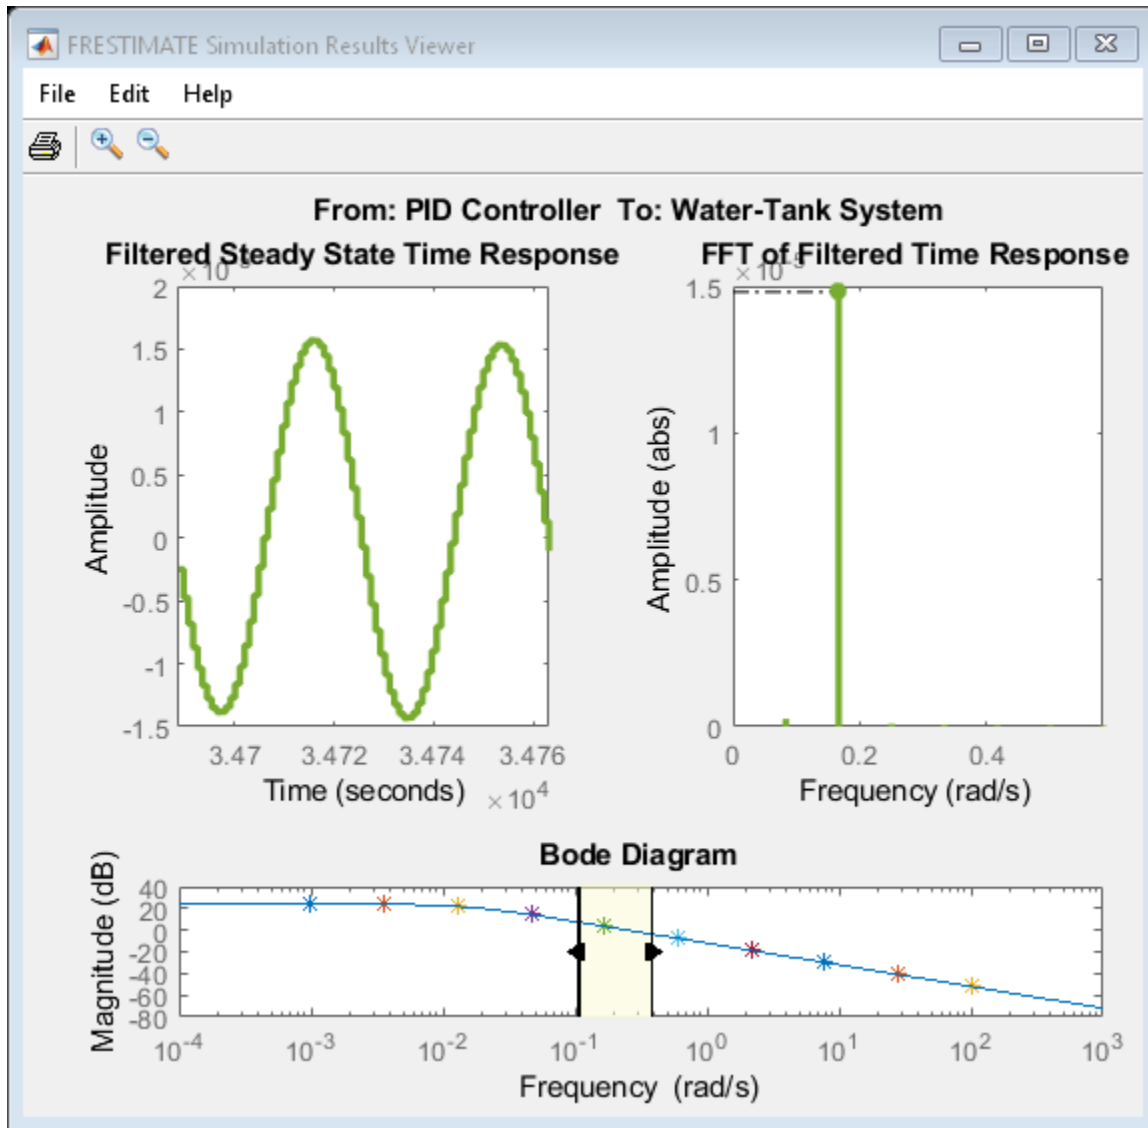 FRESTIMATE Simulation Results Viewer
File Edit Help
From: PID Controller To: Water-Tank System
Filtered Steady State Time Response
×10
2
1.5
1
0.5
0
-0.5
-1
-1.5
Amplitude
3.47 3.472 3.474 3.476
Time (seconds) ×10^4
FFT of Filtered Time Response
×10^-5
1.5
1
0.5
0
Amplitude (abs)
0 0.2 0.4
Frequency (rad/s)
Bode Diagram
40
20
0
-20
-40
-60
-80
Magnitude (dB)
10^-4 10^-3 10^-2 10^-1 10^0 10^1 10^2 10^3
Frequency (rad/s)